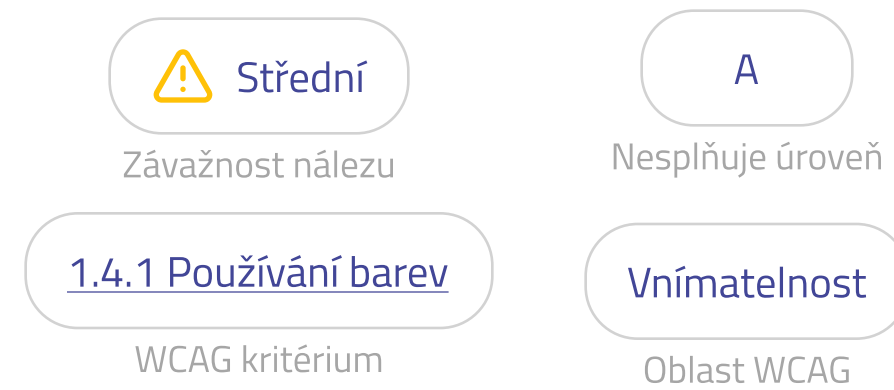 Střední
Závažnost nálezu
A
Nesplňuje úroveň
1.4.1 Používání barev
WCAG kritérium
Vnímatelnost
Oblast WCAG